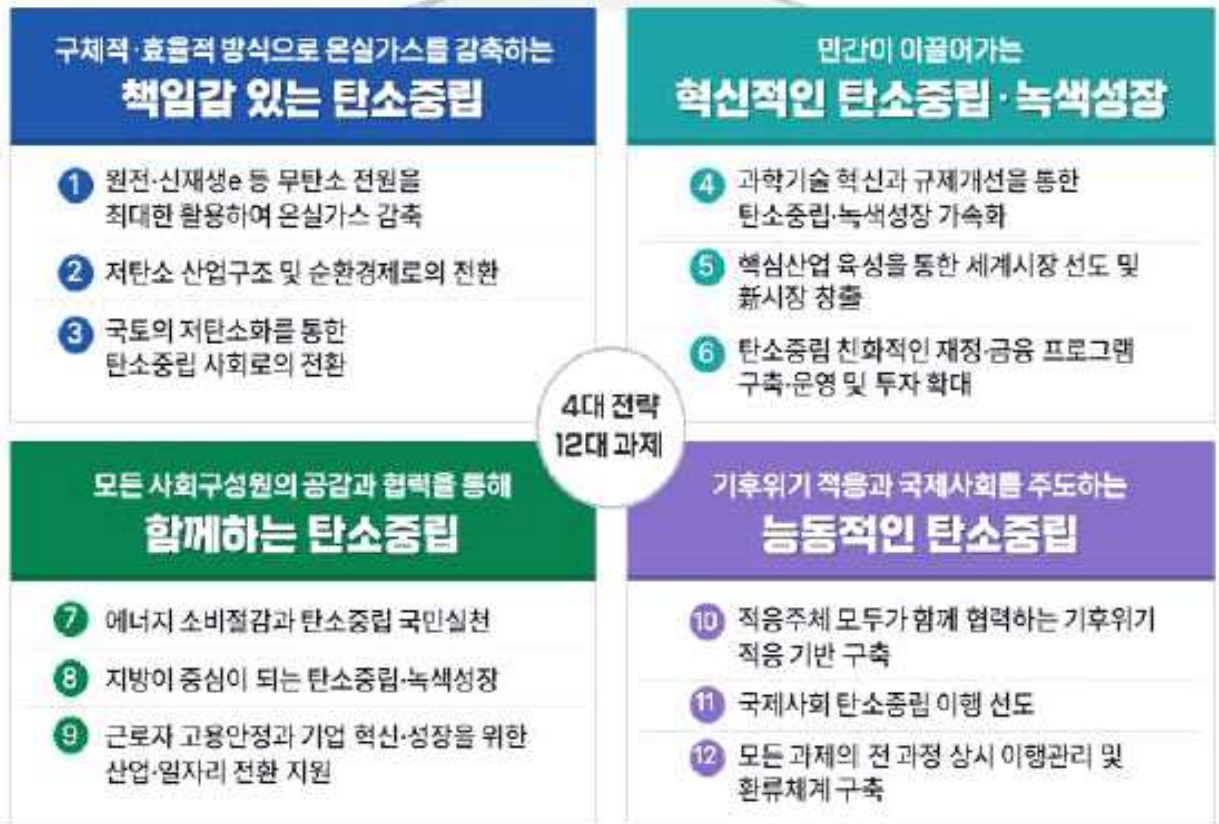 구체적·효율적 방식으로 온실가스를 감축하는
책임감 있는 탄소중립
1 원전·신재생e 등 무탄소 전원을
최대한 활용하여 온실가스 감축
2 저탄소 산업구조 및 순환경제로의 전환
3 국토의 저탄소화를 통한
탄소중립 사회로의 전환
민간이 이끌어가는
혁신적인 탄소중립·녹색성장
4 과학기술 혁신과 규제개선을 통한
탄소중립·녹색성장 가속화
5 핵심산업 육성을 통한 세계시장 선도 및
新시장 창출
6 탄소중립 친화적인 재정·금융 프로그램
구축·운영 및 투자 확대
4대 전략
12대 과제
모든 사회구성원의 공감과 협력을 통해
함께하는 탄소중립
7 에너지 소비절감과 탄소중립 국민실천
8 지방이 중심이 되는 탄소중립·녹색성장
9 근로자 고용안정과 기업 혁신·성장을 위한
산업·일자리 전환 지원
기후위기 적응과 국제사회를 주도하는
능동적인 탄소중립
10 적응주체 모두가 함께 협력하는 기후위기
적응 기반 구축
11 국제사회 탄소중립 이행 선도
12 모든 과제의 전 과정 상시 이행관리 및
환류체계 구축